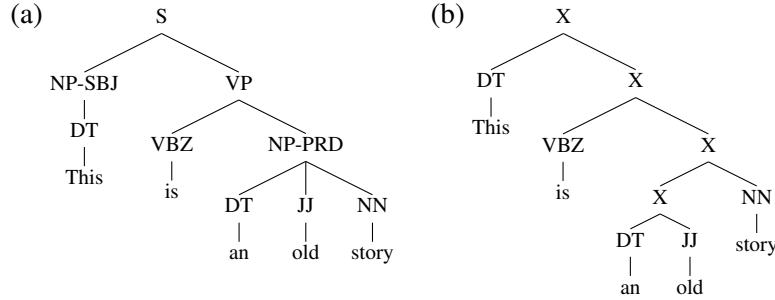 (a) S
NP-SBJ VP
DT VBZ NP-PRD
This is DT JJ NN
an old story
(b) X
DT X
This VBZ X
is X NN
DT JJ story
an old